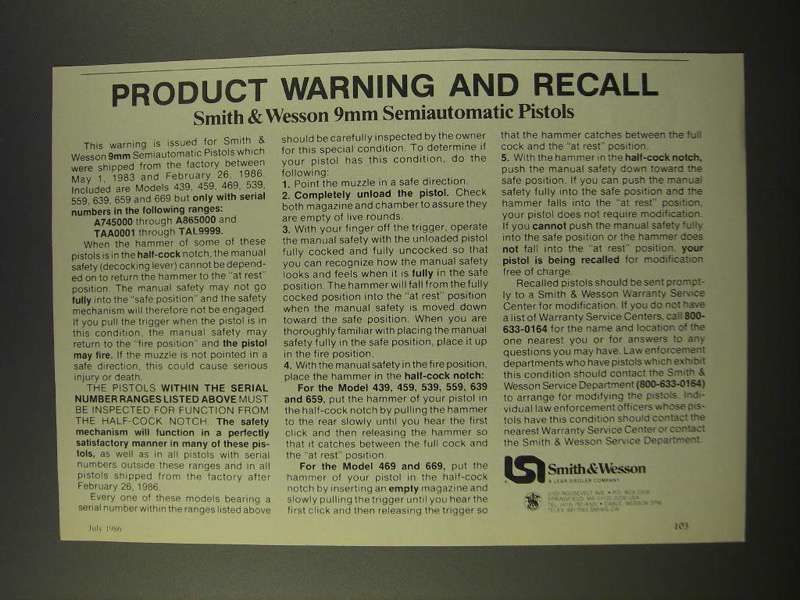 PRODUCT WARNING AND RECALL
Smith & Wesson 9mm Semiautomatic Pistols
This warning is issued for Smith &
Wesson 9mm Semiautomatic Pistols which
were shipped from the factory between
May 1, 1983 and February 26, 1986.
Included are Models 439, 459, 469, 539,
559, 639, 659 and 669 but only with serial
numbers in the following ranges:
A745000 through A865000 and
TAA0001 through TAL9999.
When the hammer of some of these
pistols is in the half-cock notch, the manual
safety (decocking lever) cannot be depend-
ed on to return the hammer to the "at rest"
position. The manual safety may not go
fully into the "safe position" and the safety
mechanism will therefore not be engaged.
If you pull the trigger when the pistol is in
this condition, the manual safety may
return to the "fire position" and the pistol
may fire. If the muzzle is not pointed in a
safe direction, this could cause serious
injury or death.
THE PISTOLS WITHIN THE SERIAL
NUMBER RANGES LISTED ABOVE MUST
BE INSPECTED FOR FUNCTION FROM
THE HALF-COCK NOTCH. The safety
mechanism will function in a perfectly
satisfactory manner in many of these pis-
tols, as well as in all pistols with serial
numbers outside these ranges and in all
pistols shipped from the factory after
February 26, 1986.
Every one of these models bearing a
serial number within the ranges listed above
should be carefully inspected by the owner
for this special condition. To determine if
your pistol has this condition, do the
following:
1. Point the muzzle in a safe direction.
2. Completely unload the pistol. Check
both magazine and chamber to assure they
are empty of live rounds.
3. With your finger off the trigger, operate
the manual safety with the unloaded pistol
fully cocked and fully uncocked so that
you can recognize how the manual safety
looks and feels when it is fully in the safe
position. The hammer will fall from the fully
cocked position into the "at rest" position
when the manual safety is moved down
toward the safe position. When you are
thoroughly familiar with placing the manual
safety fully in the safe position, place it up
in the fire position.
4. With the manual safety in the fire position,
place the hammer in the half-cock notch:
For the Model 439, 459, 539, 559, 639
and 659, put the hammer of your pistol in
the half-cock notch by pulling the hammer
to the rear slowly until you hear the first
click and then releasing the hammer so
that it catches between the full cock and
the "at rest" position.
For the Model 469 and 669, put the
hammer of your pistol in the half-cock
notch by inserting an empty magazine and
slowly pulling the trigger until you hear the
first click and then releasing the trigger so
that the hammer catches between the full
cock and the "at rest" position.
5. With the hammer in the half-cock notch,
push the manual safety down toward the
safe position. If you can push the manual
safety fully into the safe position and the
hammer falls into the "at rest" position,
your pistol does not require modification.
If you cannot push the manual safety fully
into the safe position or the hammer does
not fall into the "at rest" position, your
pistol is being recalled for modification
free of charge.
Recalled pistols should be sent prompt-
ly to a Smith & Wesson Warranty Service
Center for modification. If you do not have
a list of Warranty Service Centers, call 800-
633-0164 for the name and location of the
one nearest you or for answers to any
questions you may have. Law enforcement
departments who have pistols which exhibit
this condition should contact the Smith &
Wesson Service Department (800-633-0164)
to arrange for modifying the pistols. Indi-
vidual law enforcement officers whose pis-
tols have this condition should contact the
nearest Warranty Service Center or contact
the Smith & Wesson Service Department.
Smith & Wesson
A LEAR SIEGLER COMPANY
July 1986
103